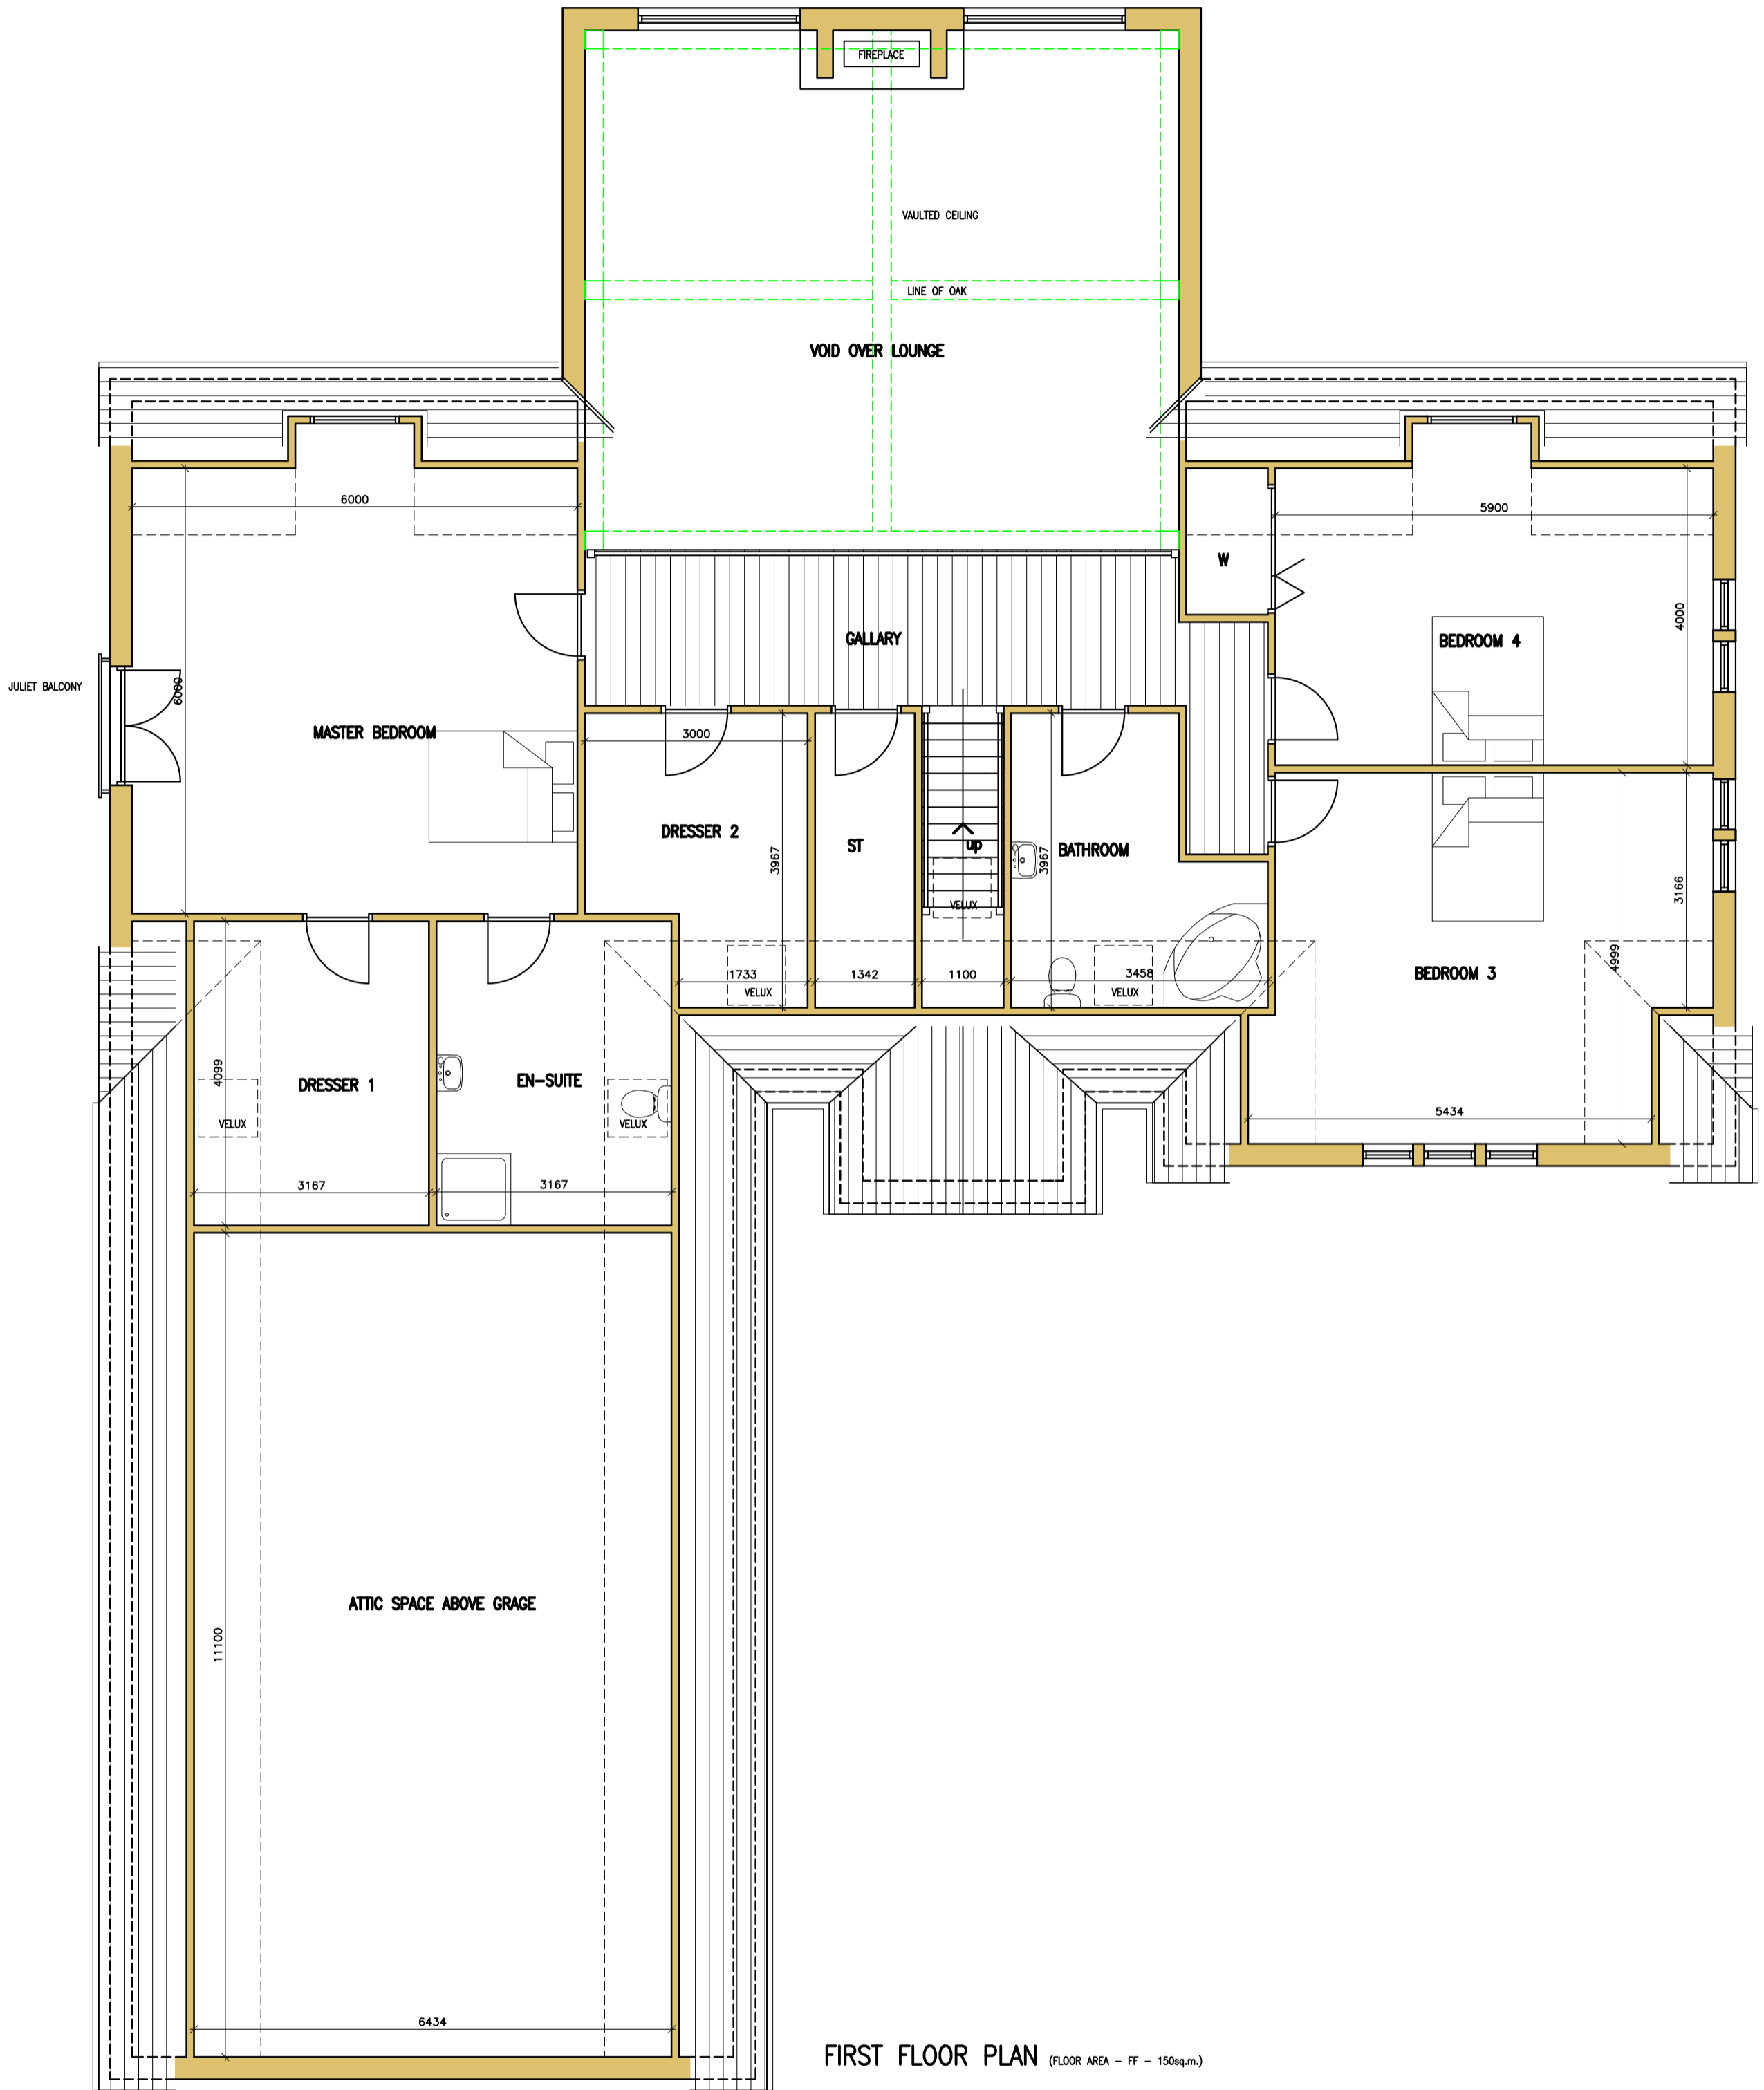 FIREPLACE
VAULTED CEILING
LINE OF OAK
VOID OVER LOUNGE
6000
5900
W
4000
GALLARY
BEDROOM 4
JULIET BALCONY
6000
MASTER BEDROOM
3000
DRESSER 2
3967
ST
up
VELUX
3967
BATHROOM
3166
4999
BEDROOM 3
1733
VELUX
1342
1100
3458
VELUX
4099
DRESSER 1
VELUX
EN-SUITE
VELUX
5434
3167
3167
ATTIC SPACE ABOVE GRAGE
11100
6434
FIRST FLOOR PLAN (FLOOR AREA - FF - 150sq.m.)